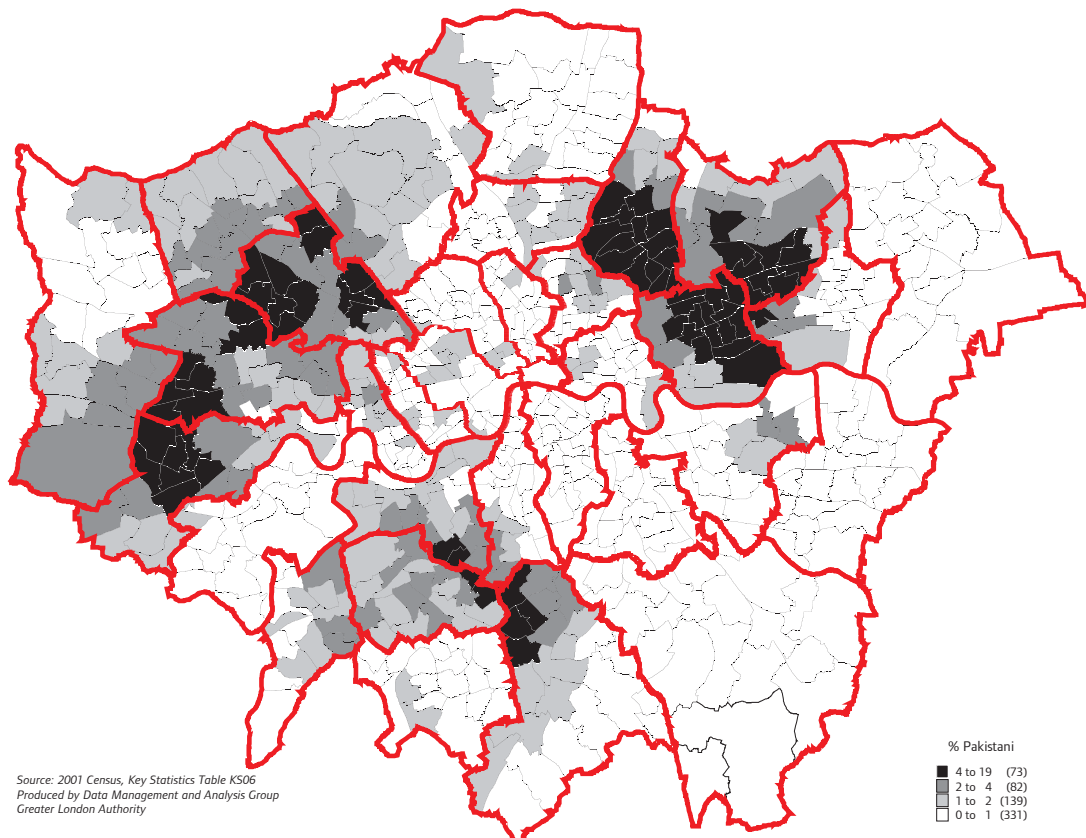 % Pakistani
4 to 19 (73)
2 to 4 (82)
1 to 2 (139)
0 to 1 (331)
Source: 2001 Census, Key Statistics Table KS06
Produced by Data Management and Analysis Group
Greater London Authority